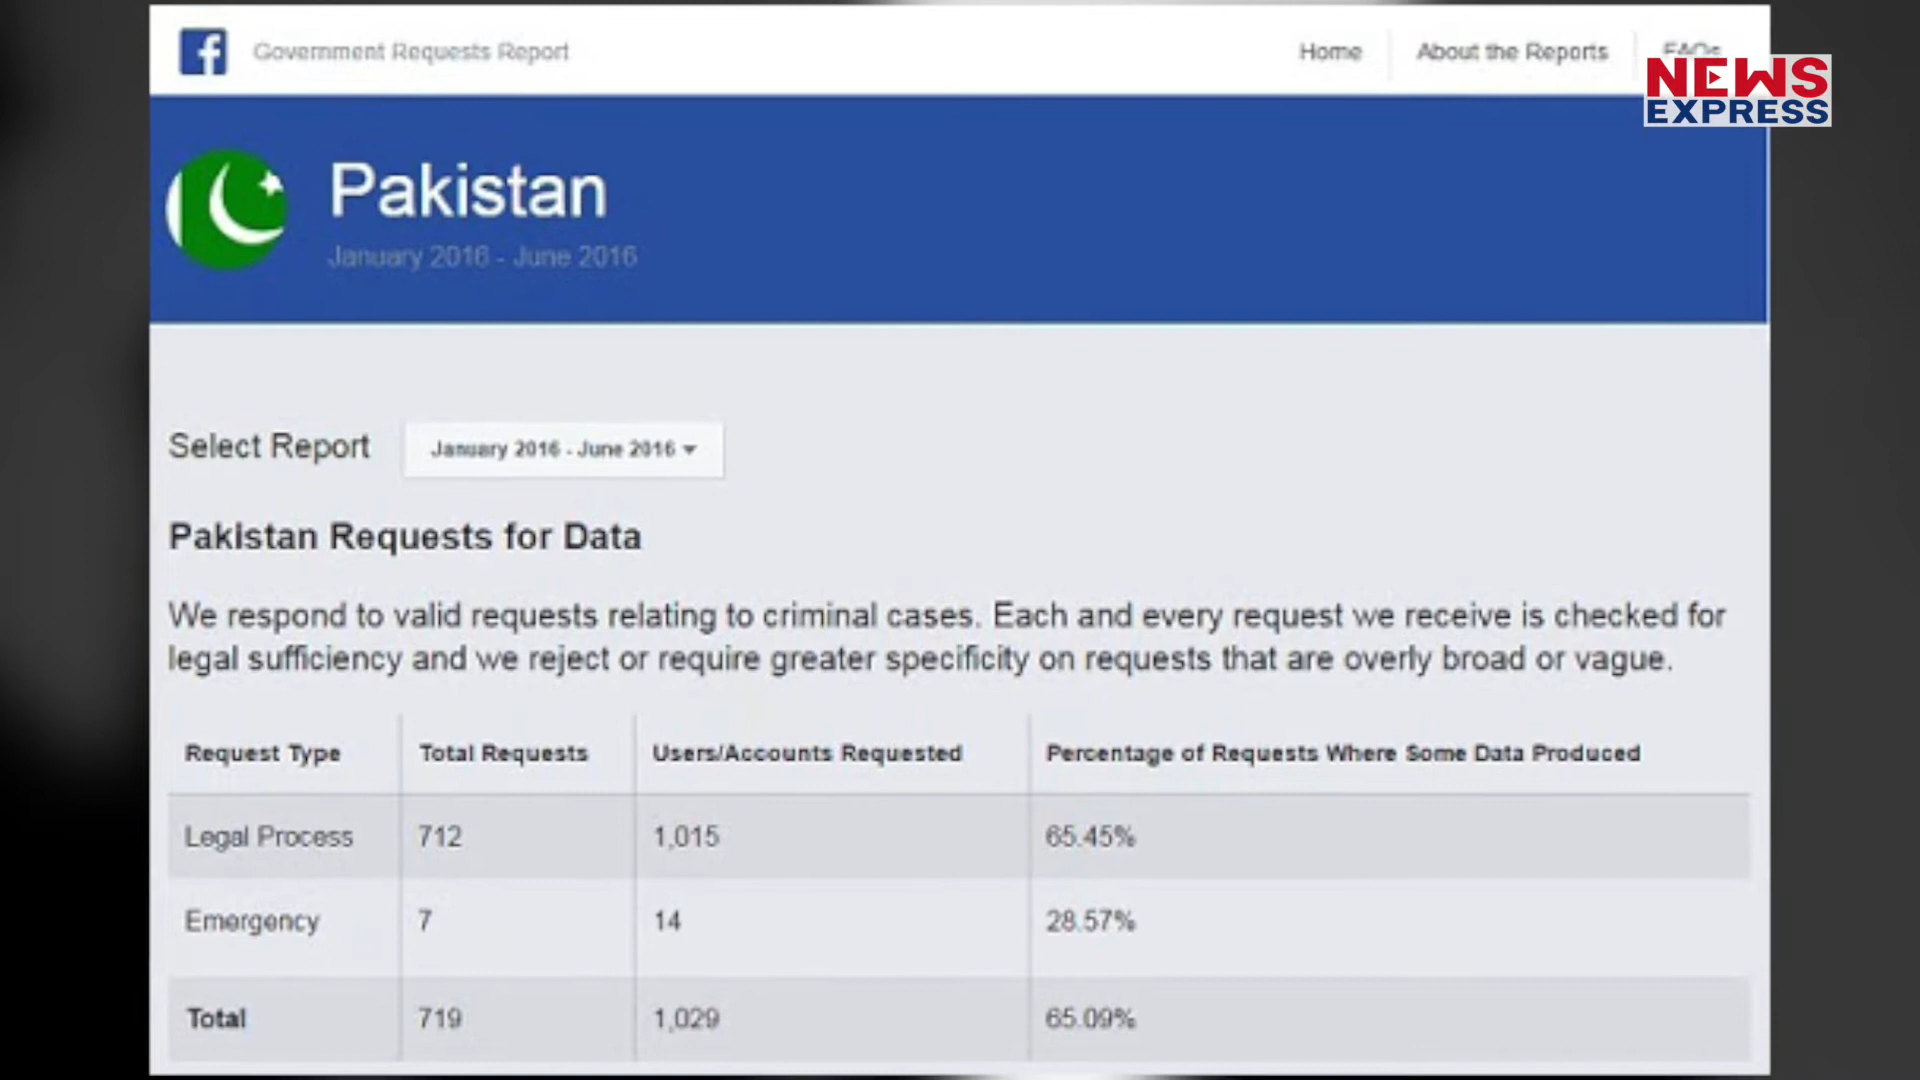 Government Requests Report
Home
About the Reports
FAQs
NEWS
EXPRESS
Pakistan
January 2016 - June 2016
Select Report
January 2016 - June 2016
Pakistan Requests for Data
We respond to valid requests relating to criminal cases. Each and every request we receive is checked for
legal sufficiency and we reject or require greater specificity on requests that are overly broad or vague.
Request Type Total Requests Users/Accounts Requested Percentage of Requests Where Some Data Produced
Legal Process 712 1,015 65.45%
Emergency 7 14 28.57%
Total 719 1,029 65.09%